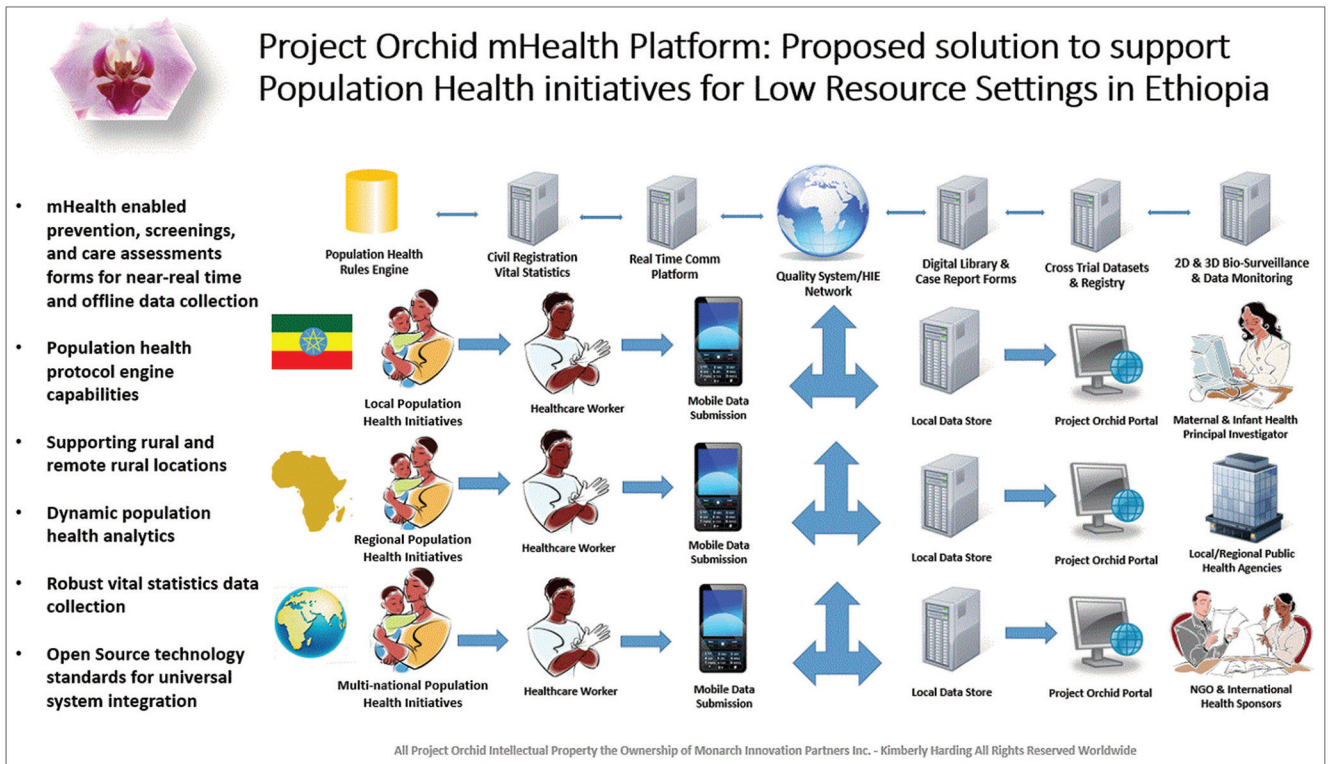 Project Orchid mHealth Platform: Proposed solution to support
Population Health initiatives for Low Resource Settings in Ethiopia
• mHealth enabled
prevention, screenings,
and care assessments
forms for near-real time
and offline data collection
• Population health
protocol engine
capabilities
• Supporting rural and
remote rural locations
• Dynamic population
health analytics
• Robust vital statistics data
collection
• Open Source technology
standards for universal
system integration
Population Health
Rules Engine
Civil Registration
Vital Statistics
Real Time Comm
Platform
Quality System/HIE
Network
Digital Library &
Case Report Forms
Cross Trial Datasets
& Registry
2D & 3D Bio-Surveillance
& Data Monitoring
Local Population
Health Initiatives
Healthcare Worker
Mobile Data
Submission
Local Data Store
Project Orchid Portal
Maternal & Infant Health
Principal Investigator
Regional Population
Health Initiatives
Healthcare Worker
Mobile Data
Submission
Local Data Store
Project Orchid Portal
Local/Regional Public
Health Agencies
Multi-national Population
Health Initiatives
Healthcare Worker
Mobile Data
Submission
Local Data Store
Project Orchid Portal
NGO & International
Health Sponsors
All Project Orchid Intellectual Property the Ownership of Monarch Innovation Partners Inc. - Kimberly Harding All Rights Reserved Worldwide